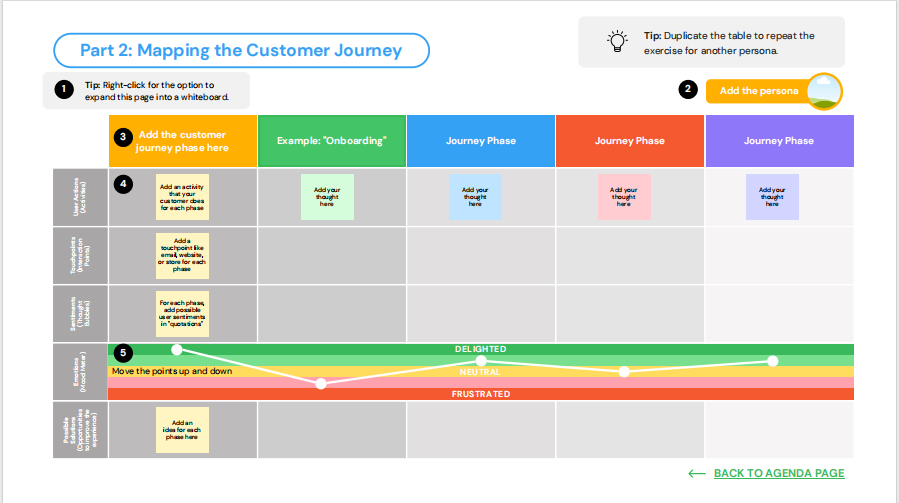 Part 2: Mapping the Customer Journey
Tip: Duplicate the table to repeat the
exercise for another persona.
1
Tip: Right-click for the option to
expand this page into a whiteboard.
2
Add the persona
3
Add the customer
journey phase here
Example: "Onboarding"
Journey Phase
Journey Phase
Journey Phase
User Actions
(Activities)
4
Add an activity
that your
customer does
for each phase
Add your
thought
here
Add your
thought
here
Add your
thought
here
Add your
thought
here
Touchpoints
(Interaction
Points)
Add a
touchpoint like
email, website,
or store for each
phase
Sentiments
(Thought
Bubbles)
For each phase,
add possible
user sentiments
in "quotations"
Emotions
(Mood Meter)
5
DELIGHTED
Move the points up and down
NEUTRAL
FRUSTRATED
Possible
Solutions
(Opportunities
to improve the
experience)
Add an
idea for each
phase here
BACK TO AGENDA PAGE